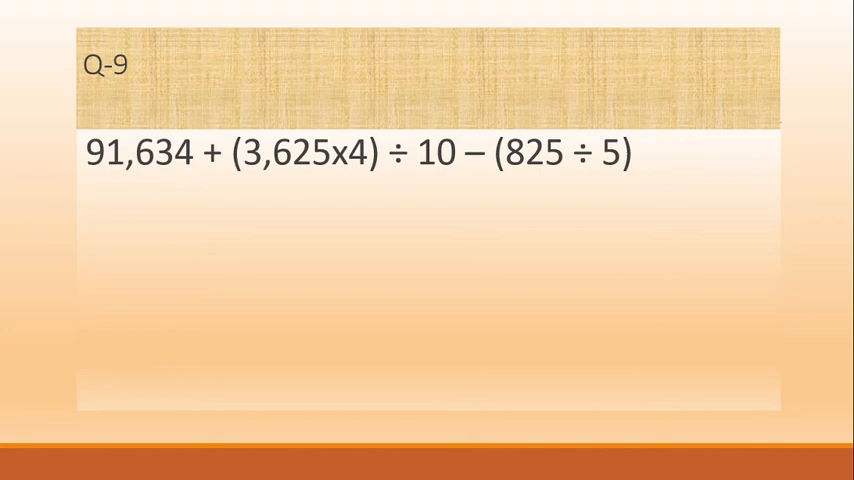 Q-9
91,634 + (3,625x4) ÷ 10 – (825 ÷ 5)